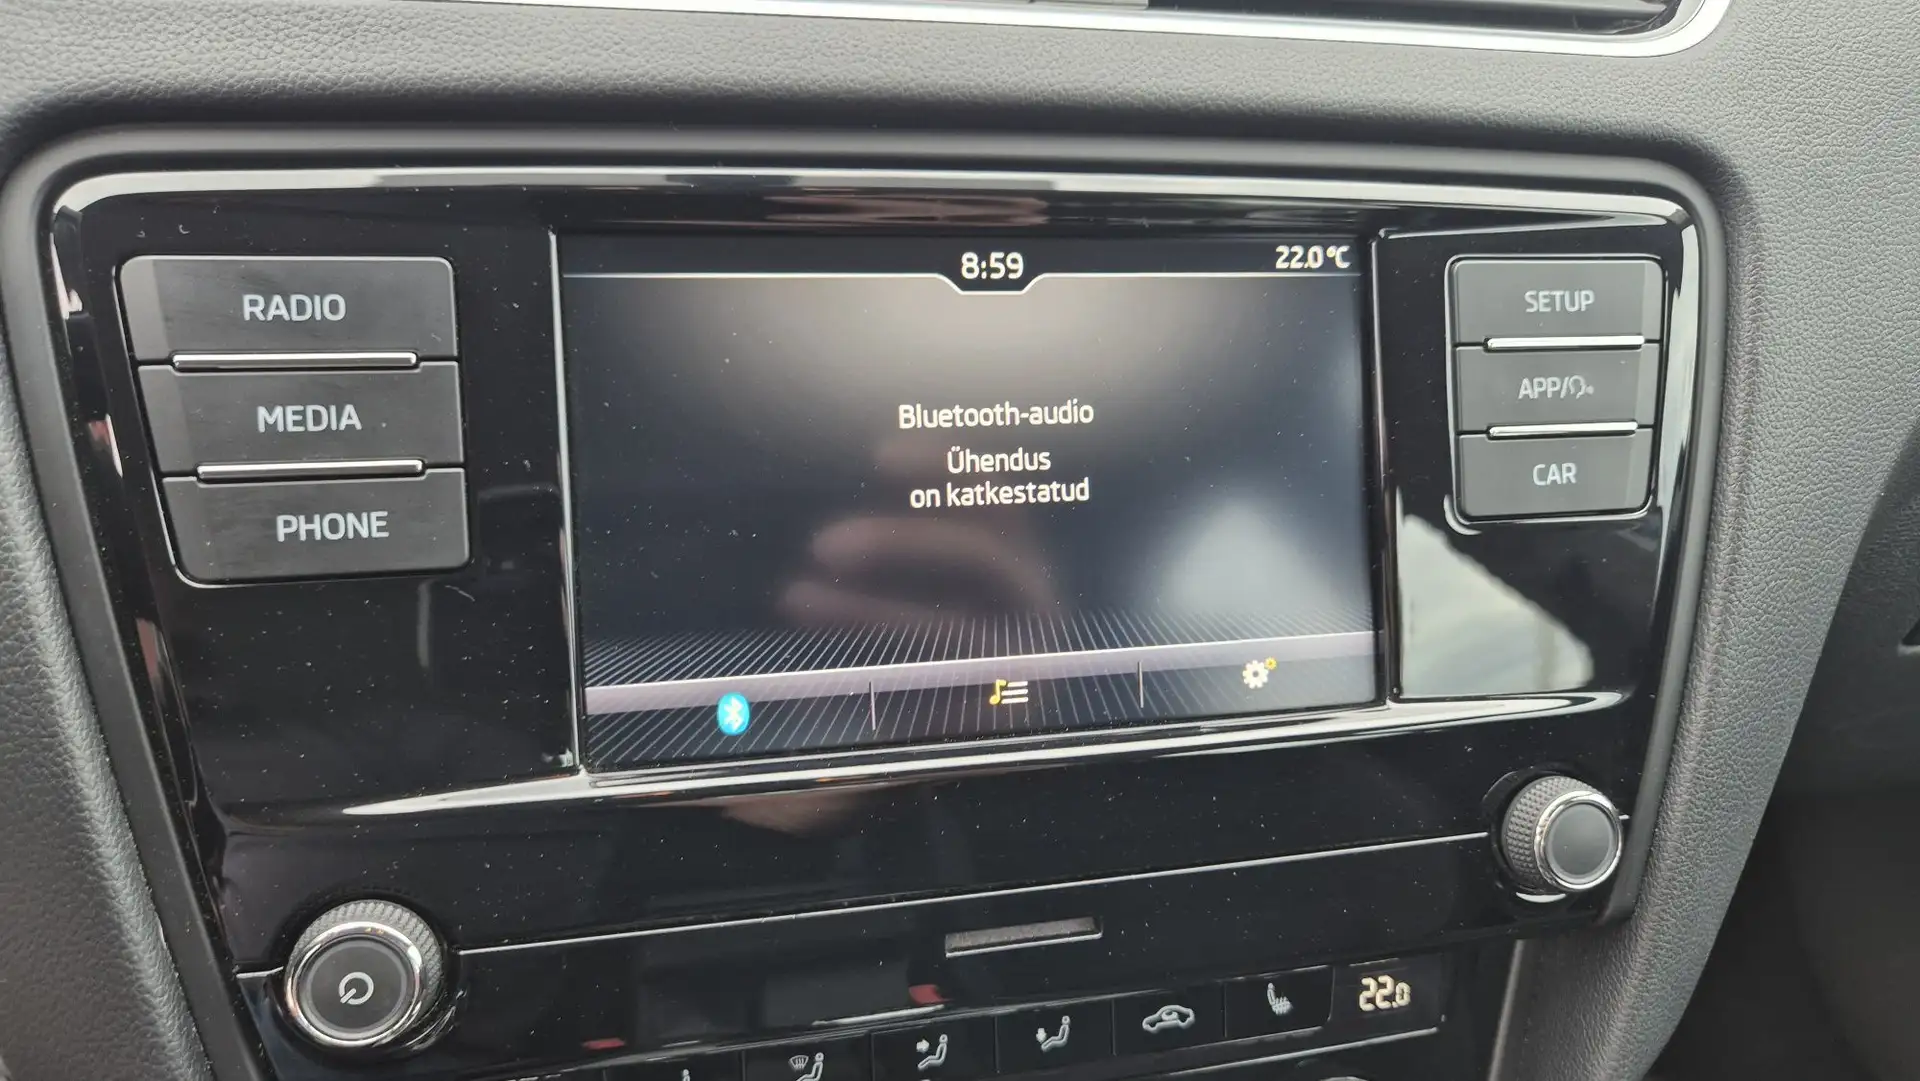 8:59
22.0°C
RADIO
MEDIA
PHONE
Bluetooth-audio
Ühendus
on katkestatud
SETUP
APP/
CAR
22.0